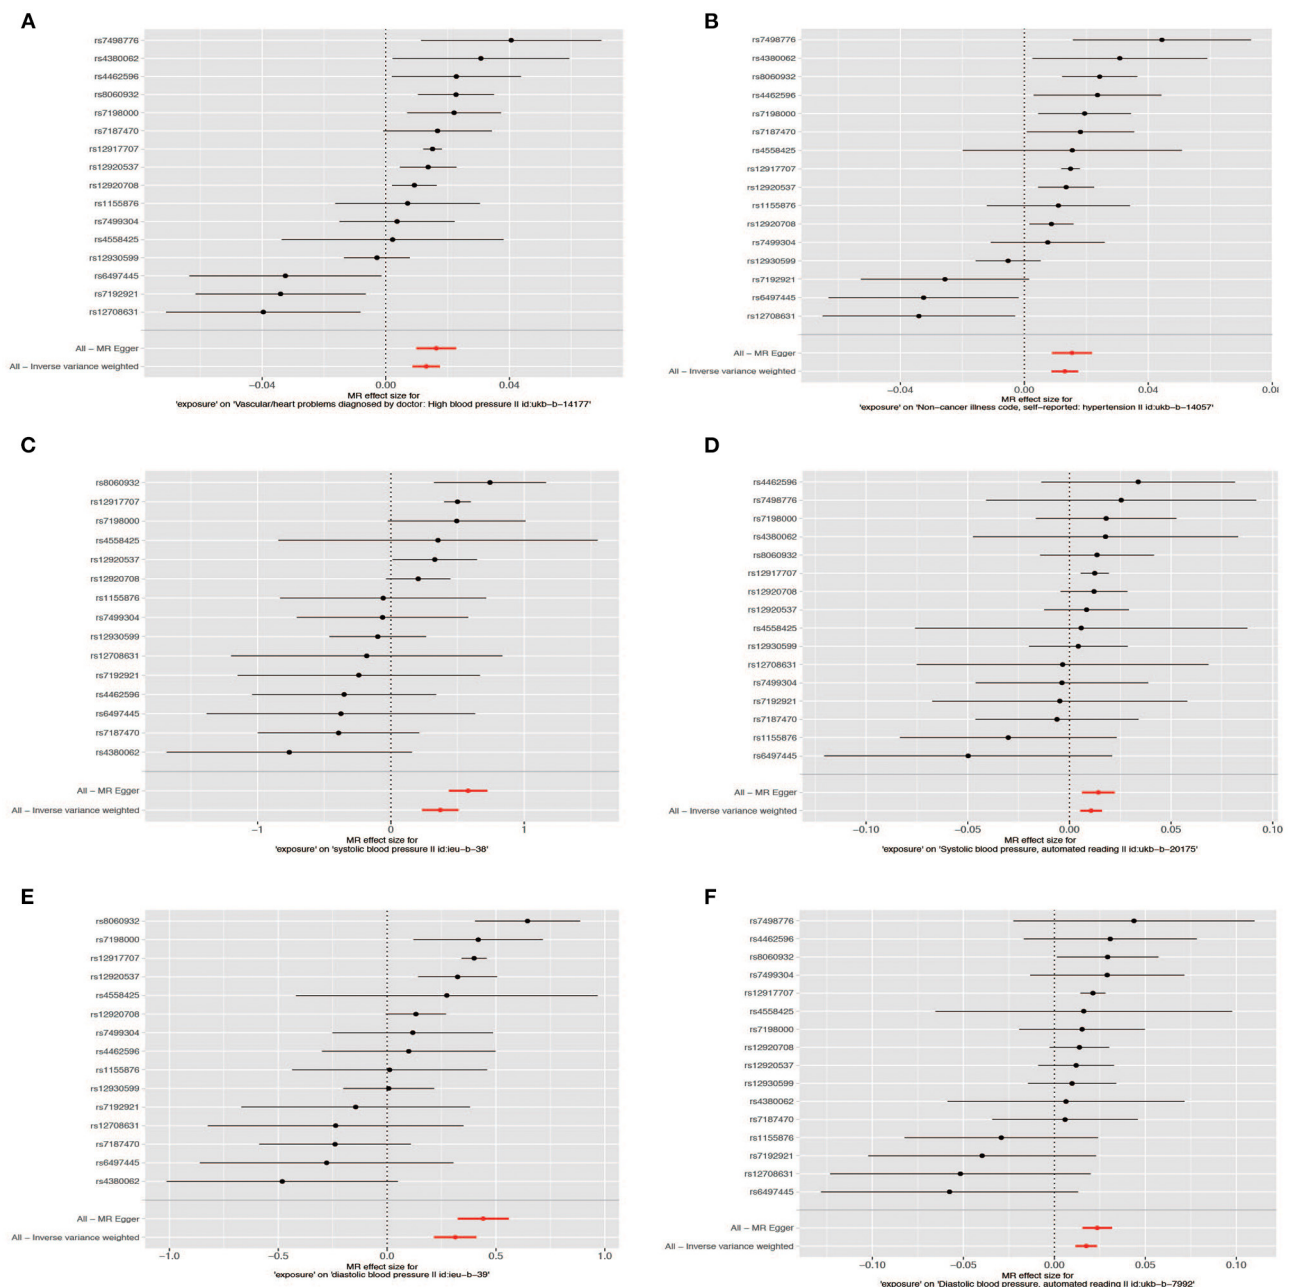 A
rs7498776
rs4380062
rs4462596
rs8060932
rs7198000
rs7187470
rs12917707
rs12920537
rs12920708
rs1155876
rs7499304
rs4558425
rs12930599
rs6497445
rs7192921
rs12708631
All − MR Egger
All − Inverse variance weighted
−0.04 0.00 0.04
MR effect size for
'exposure' on 'Vascular/heart problems diagnosed by doctor: High blood pressure II id:ukb−b−14177'
B
rs7498776
rs4380062
rs8060932
rs4462596
rs7198000
rs7187470
rs4558425
rs12917707
rs12920537
rs1155876
rs12920708
rs7499304
rs12930599
rs7192921
rs6497445
rs12708631
All − MR Egger
All − Inverse variance weighted
−0.04 0.00 0.04
MR effect size for
'exposure' on 'Non−cancer illness code, self−reported: hypertension II id:ukb−b−14057'
C
rs8060932
rs12917707
rs7198000
rs4558425
rs12920537
rs12920708
rs1155876
rs7499304
rs12930599
rs12708631
rs7192921
rs4462596
rs6497445
rs7187470
rs4380062
All − MR Egger
All − Inverse variance weighted
−1 0 1
MR effect size for
'exposure' on 'systolic blood pressure II id:ieu−b−38'
D
rs4462596
rs7498776
rs7198000
rs4380062
rs8060932
rs12917707
rs12920708
rs12920537
rs4558425
rs12930599
rs12708631
rs7499304
rs7192921
rs7187470
rs1155876
rs6497445
All − MR Egger
All − Inverse variance weighted
−0.10 −0.05 0.00 0.05 0.10
MR effect size for
'exposure' on 'Systolic blood pressure, automated reading II id:ukb−b−20175'
E
rs8060932
rs7198000
rs12917707
rs12920537
rs4558425
rs12920708
rs7499304
rs4462596
rs1155876
rs12930599
rs7192921
rs12708631
rs7187470
rs6497445
rs4380062
All − MR Egger
All − Inverse variance weighted
−1.0 −0.5 0.0 0.5 1.0
MR effect size for
'exposure' on 'diastolic blood pressure II id:ieu−b−39'
F
rs7498776
rs4462596
rs8060932
rs7499304
rs12917707
rs4558425
rs7198000
rs12920708
rs12920537
rs12930599
rs4380062
rs7187470
rs1155876
rs7192921
rs12708631
rs6497445
All − MR Egger
All − Inverse variance weighted
−0.10 −0.05 0.00 0.05 0.10
MR effect size for
'exposure' on 'Diastolic blood pressure, automated reading II id:ukb−b−7992'